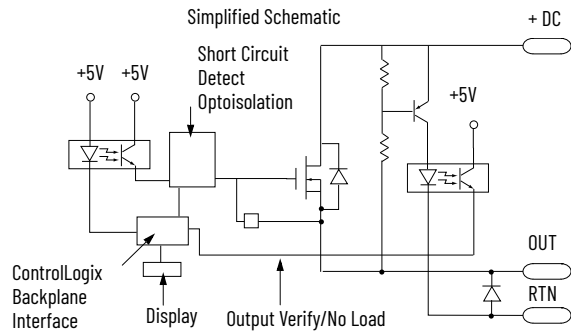 Simplified Schematic
+ DC
Short Circuit
Detect
Optoisolation
+5V
+5V
+5V
OUT
RTN
ControlLogix
Backplane
Interface
Display
Output Verify/No Load